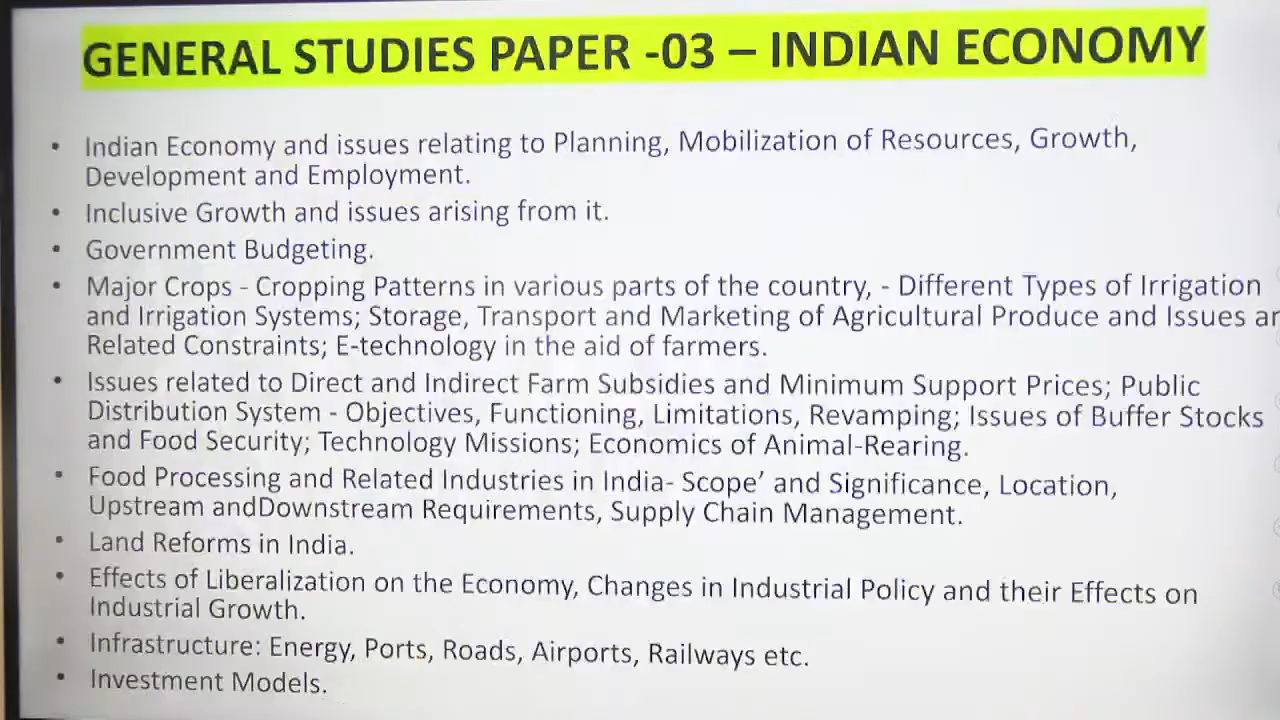 GENERAL STUDIES PAPER -03 – INDIAN ECONOMY
• Indian Economy and issues relating to Planning, Mobilization of Resources, Growth,
Development and Employment.
• Inclusive Growth and issues arising from it.
• Government Budgeting.
• Major Crops - Cropping Patterns in various parts of the country, - Different Types of Irrigation
and Irrigation Systems; Storage, Transport and Marketing of Agricultural Produce and Issues
Related Constraints; E-technology in the aid of farmers.
• Issues related to Direct and Indirect Farm Subsidies and Minimum Support Prices; Public
Distribution System - Objectives, Functioning, Limitations, Revamping; Issues of Buffer Stocks
and Food Security; Technology Missions; Economics of Animal-Rearing.
• Food Processing and Related Industries in India- Scope’ and Significance, Location,
Upstream andDownstream Requirements, Supply Chain Management.
• Land Reforms in India.
• Effects of Liberalization on the Economy, Changes in Industrial Policy and their Effects on
Industrial Growth.
• Infrastructure: Energy, Ports, Roads, Airports, Railways etc.
• Investment Models.